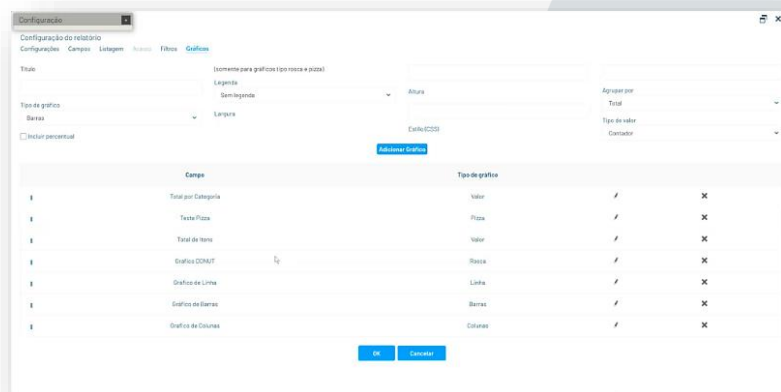 Configuração
Configuração do relatório
Configurações Campos Listagem Acesso Filtros Gráficos
Título
(somente para gráficos tipo rosca e pizza)
Legenda
Sem legenda
Altura
Agrupar por
Total
Tipo de gráfico
Barras
Largura
Tipo de valor
Contador
Incluir percentual
Estilo(CSS)
Adicionar Gráfico
Campo Tipo de gráfico
Total por Categoria Valor
Teste Pizza Pizza
Total de Itens Valor
Gráfico DONUT Rosca
Gráfico de Linha Linha
Gráfico de Barras Barras
Grafico de Colunas Colunas
OK Cancelar